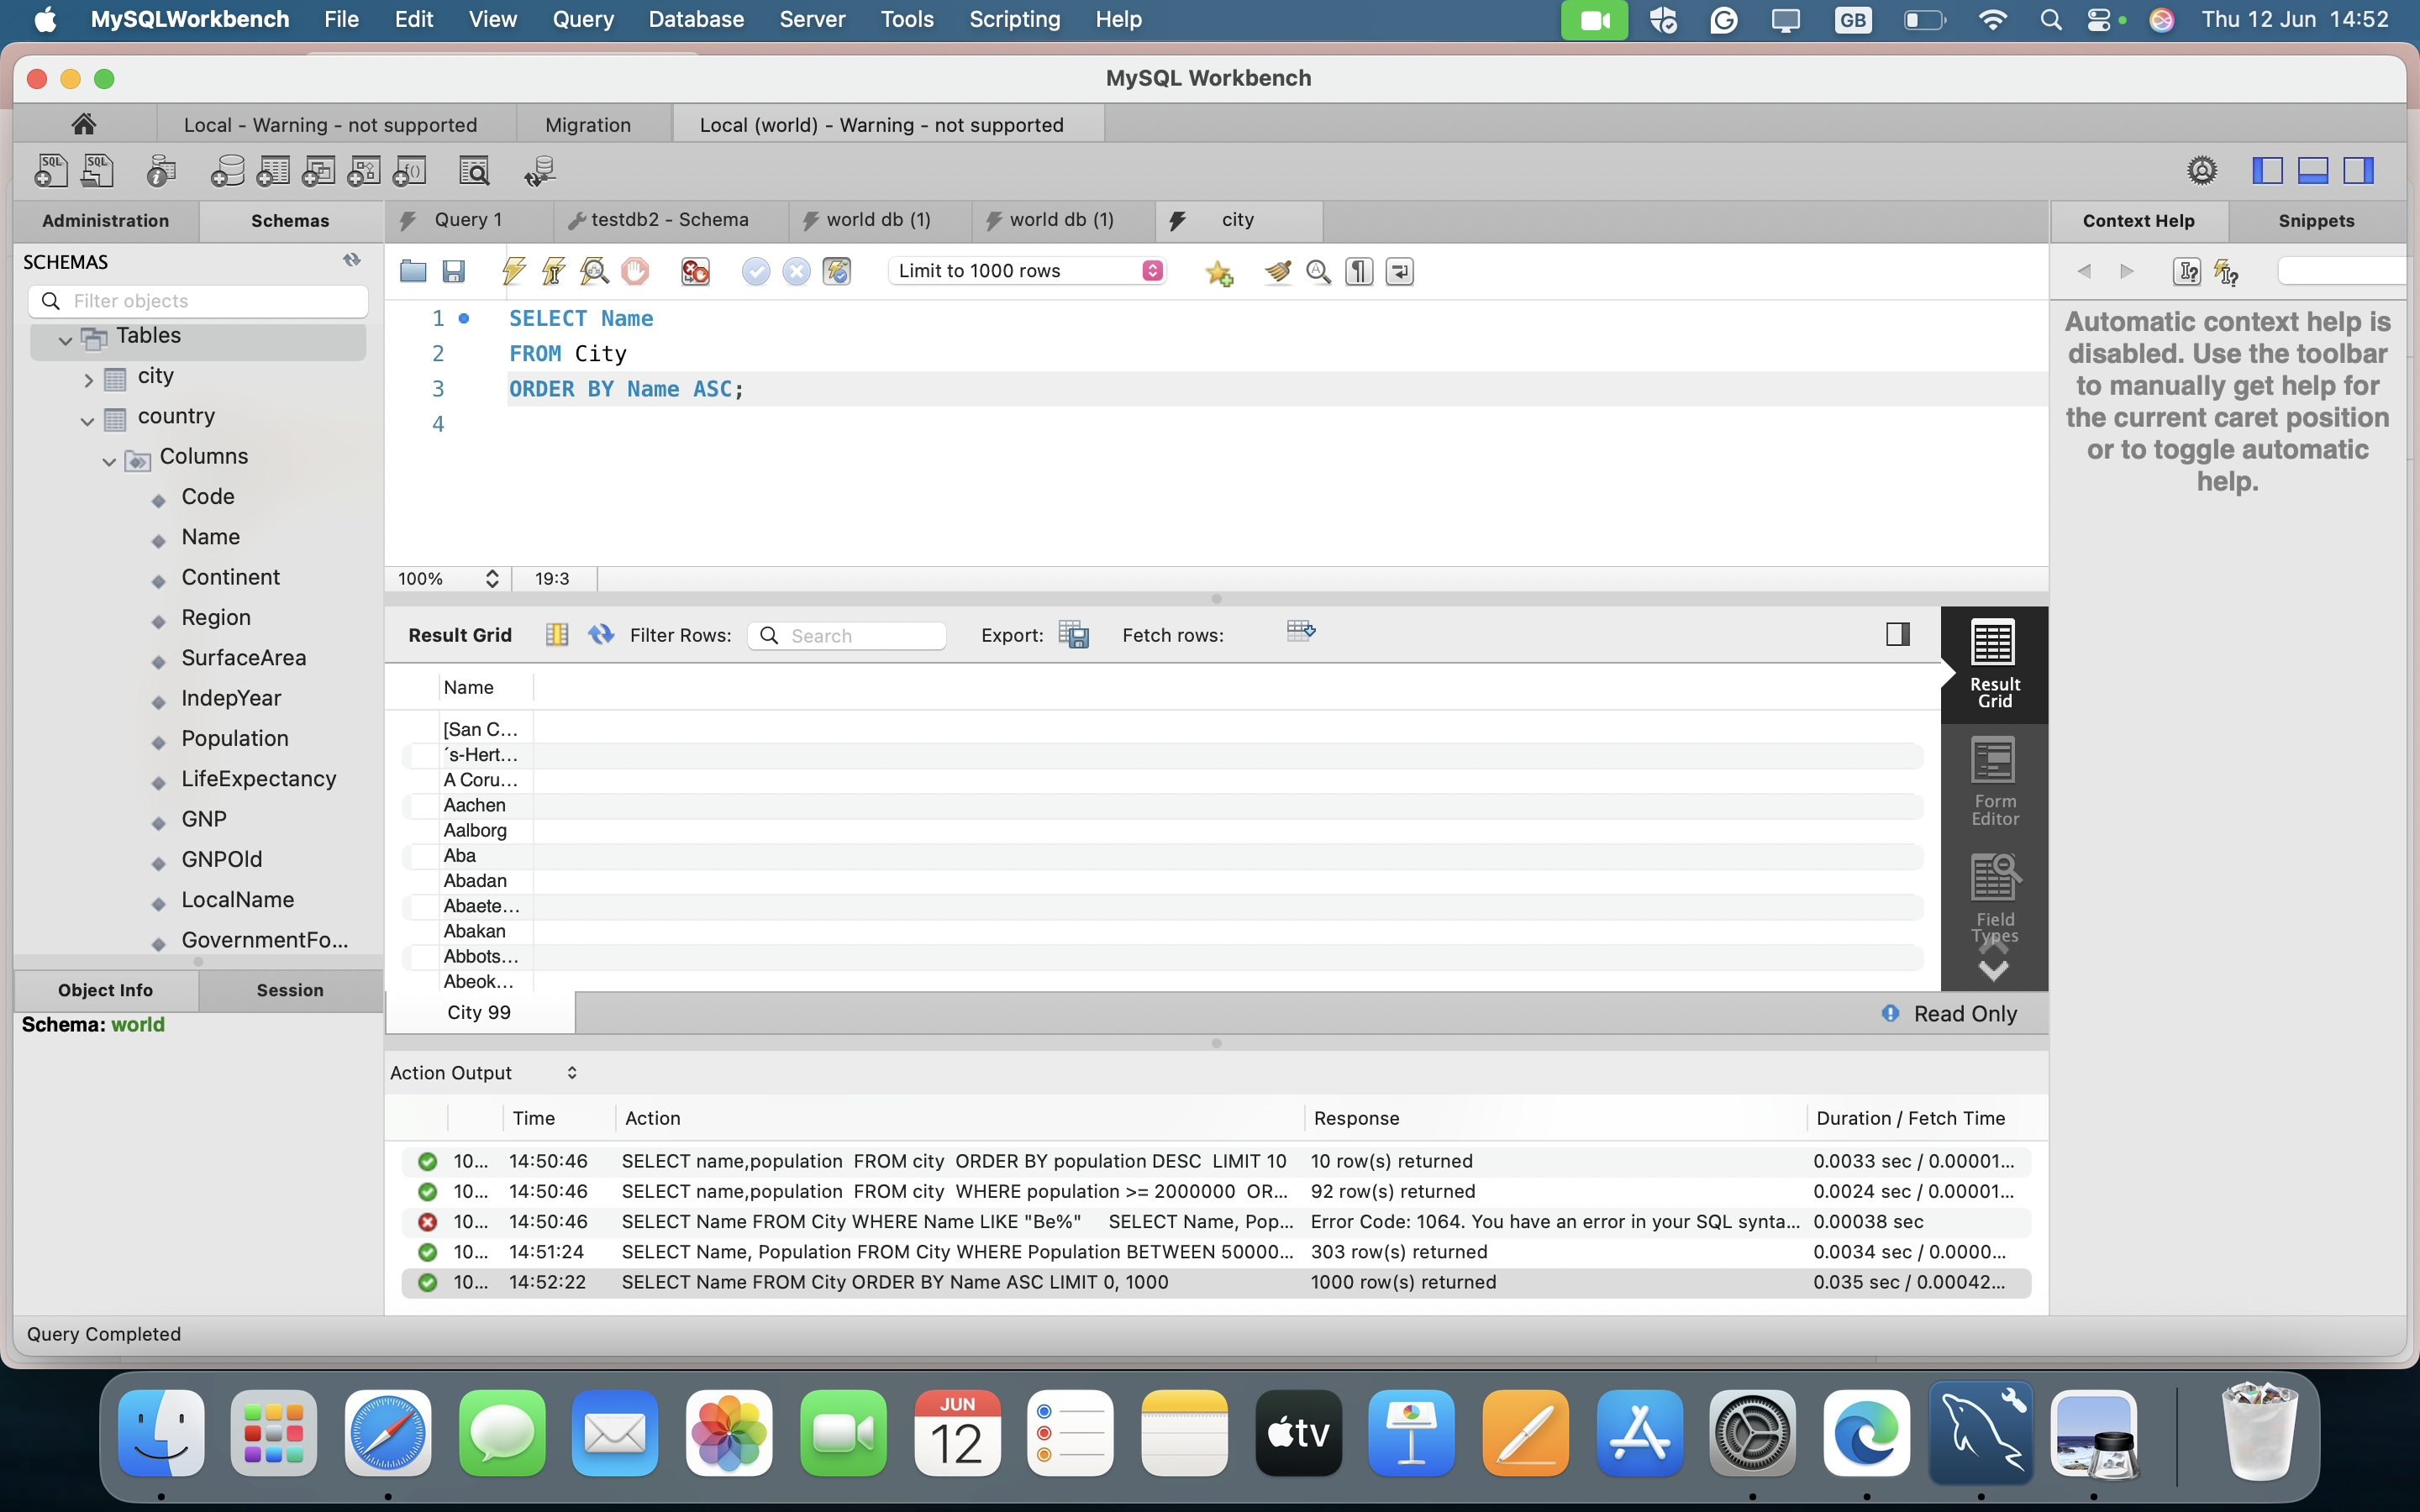 MySQLWorkbench File Edit View Query Database Server Tools Scripting Help GB Thu 12 Jun 14:52
MySQL Workbench
Local - Warning - not supported Migration Local (world) - Warning - not supported
Administration Schemas Query 1 testdb2 - Schema world db (1) world db (1) city Context Help Snippets
SCHEMAS
Limit to 1000 rows
Filter objects
Tables
city
country
Columns
Code
Name
Continent
Region
SurfaceArea
IndepYear
Population
LifeExpectancy
GNP
GNPOld
LocalName
GovernmentFo...
Object Info Session
Schema: world
1 SELECT Name
2 FROM City
3 ORDER BY Name ASC;
4
100% 19:3
Result Grid Filter Rows: Search Export: Fetch rows:
Name
[San C...
´s-Hert...
A Coru...
Aachen
Aalborg
Aba
Abadan
Abaete...
Abakan
Abbots...
Abeok...
Result
Grid
Form
Editor
Field
Types
City 99 Read Only
Automatic context help is
disabled. Use the toolbar
to manually get help for
the current caret position
or to toggle automatic
help.
Action Output
Time Action Response Duration / Fetch Time
10... 14:50:46 SELECT name,population FROM city ORDER BY population DESC LIMIT 10 10 row(s) returned 0.0033 sec / 0.00001...
10... 14:50:46 SELECT name,population FROM city WHERE population >= 2000000 OR... 92 row(s) returned 0.0024 sec / 0.00001...
10... 14:50:46 SELECT Name FROM City WHERE Name LIKE "Be%" SELECT Name, Pop... Error Code: 1064. You have an error in your SQL synta... 0.00038 sec
10... 14:51:24 SELECT Name, Population FROM City WHERE Population BETWEEN 50000... 303 row(s) returned 0.0034 sec / 0.0000...
10... 14:52:22 SELECT Name FROM City ORDER BY Name ASC LIMIT 0, 1000 1000 row(s) returned 0.035 sec / 0.00042...
Query Completed
JUN
12
tv